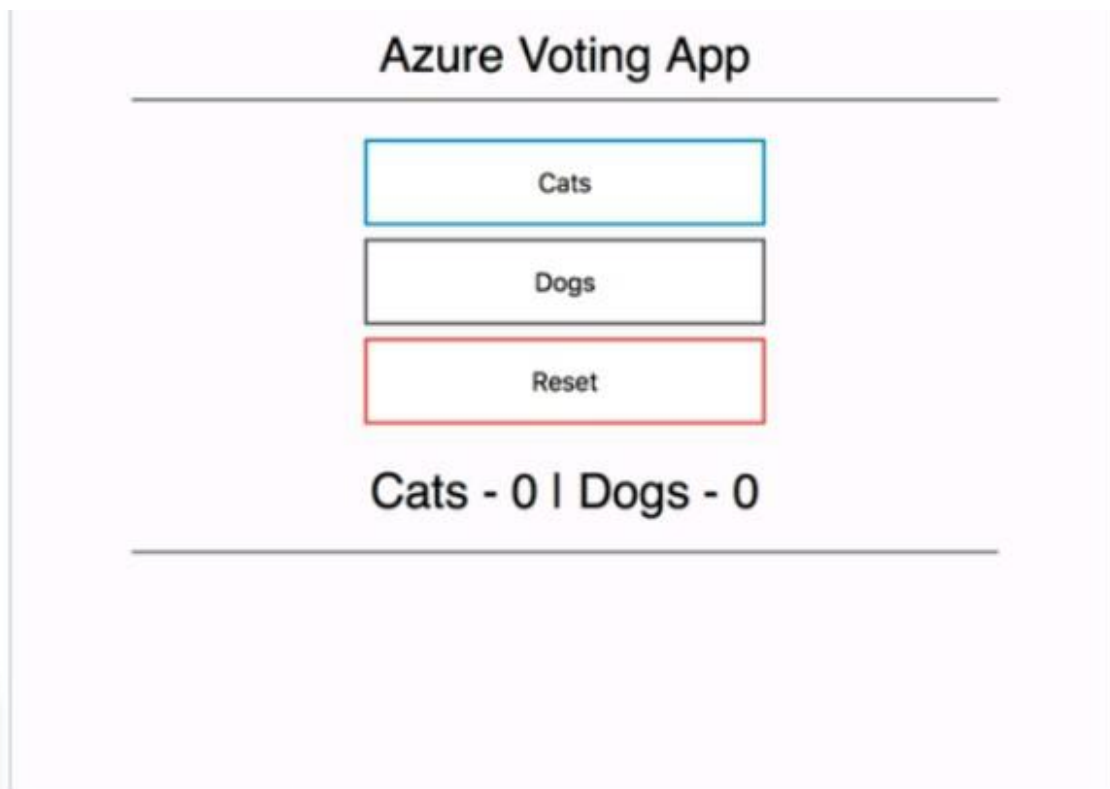 Azure Voting App
Cats
Dogs
Reset
Cats - 0 | Dogs - 0